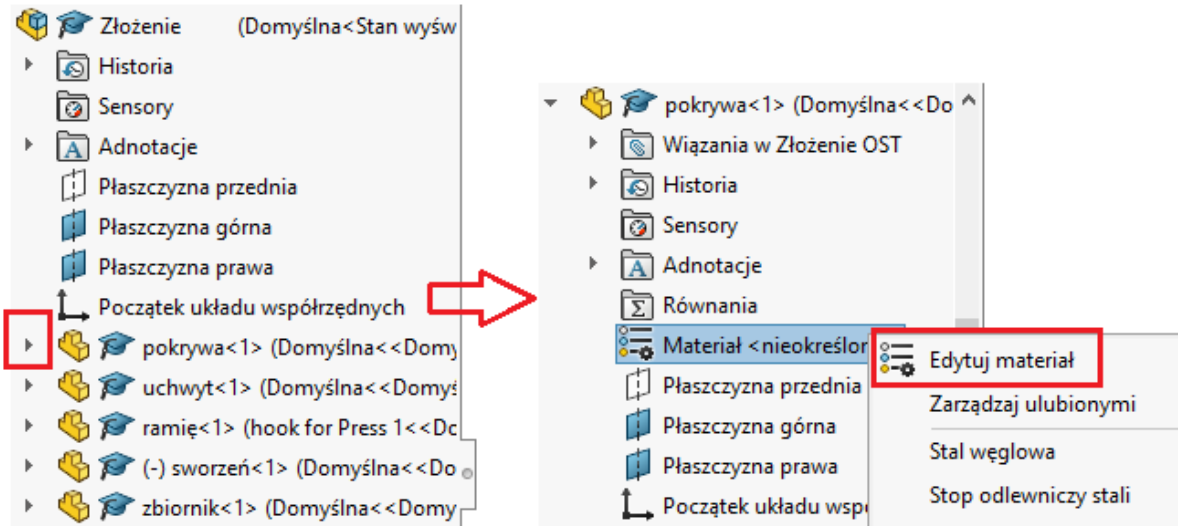 Złożenie (Domyślna<Stan wyśw
Historia
Sensory
Adnotacje
Płaszczyzna przednia
Płaszczyzna górna
Płaszczyzna prawa
Początek układu współrzędnych
pokrywa<1> (Domyślna<<Domy
uchwyt<1> (Domyślna<<Domyś
ramię<1> (hook for Press 1<<Dc
(-) sworzeń<1> (Domyślna<<Do
zbiornik<1> (Domyślna<<Domy
pokrywa<1> (Domyślna<<Do
Wiązania w Złożenie OST
Historia
Sensory
Adnotacje
Równania
Materiał <nieokreślor
Płaszczyzna przednia
Płaszczyzna górna
Płaszczyzna prawa
Początek układu wspó
Edytuj materiał
Zarządzaj ulubionymi
Stal węglowa
Stop odlewniczy stali